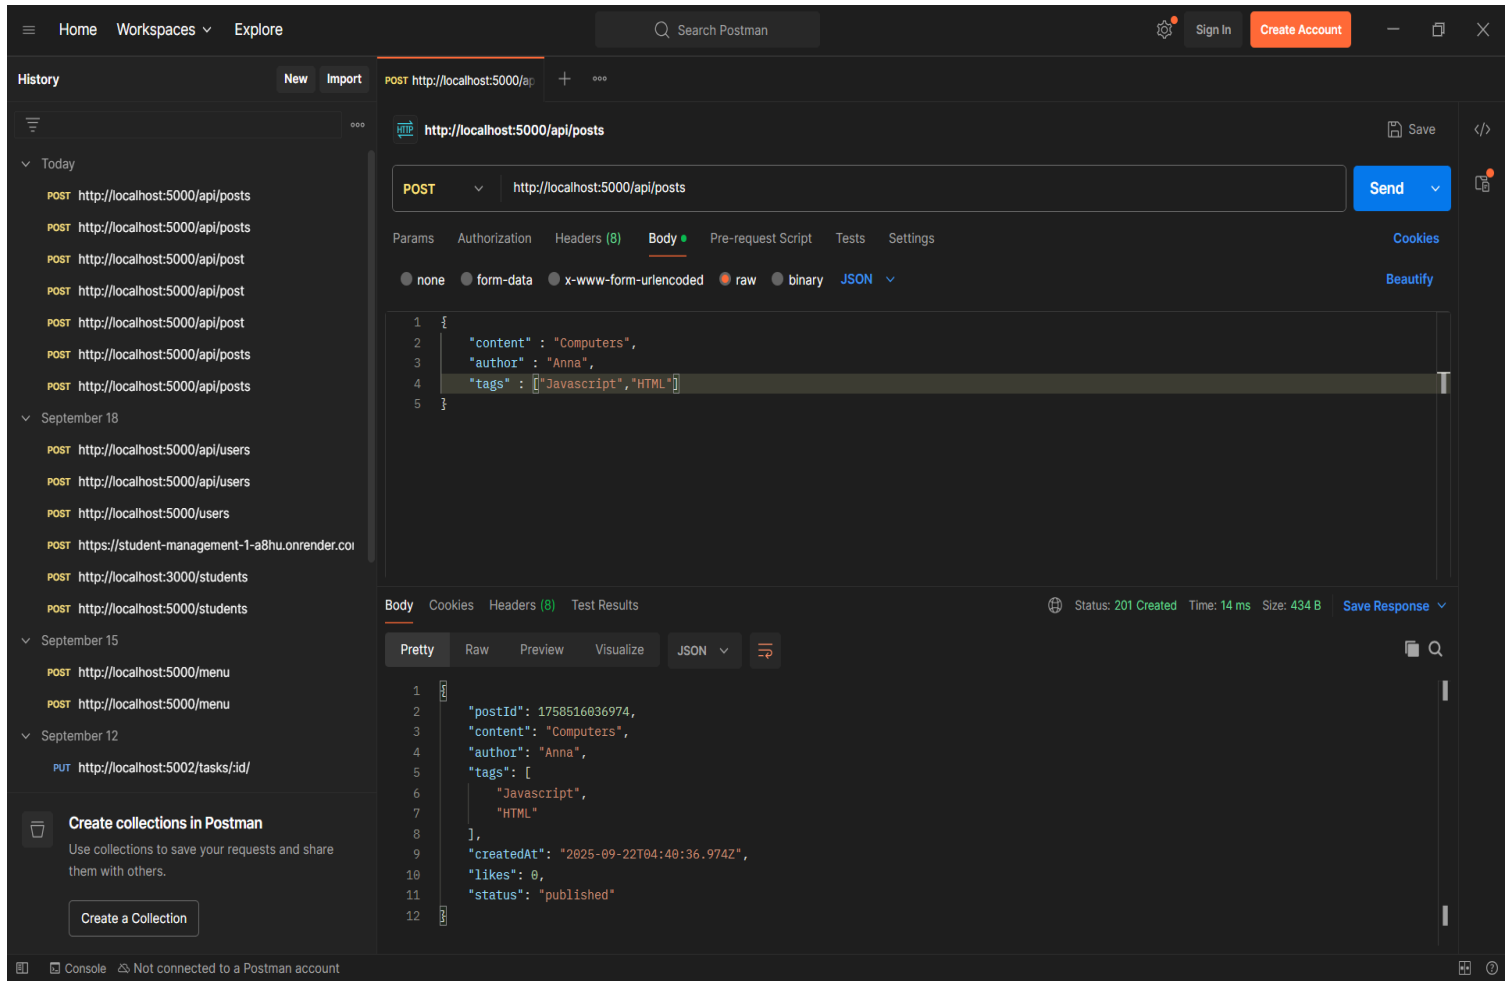 Home Workspaces Explore Search Postman Sign In Create Account
History New Import
POST http://localhost:5000/ap
HTTP http://localhost:5000/api/posts Save
Today
POST http://localhost:5000/api/posts
POST http://localhost:5000/api/posts
POST http://localhost:5000/api/post
POST http://localhost:5000/api/post
POST http://localhost:5000/api/post
POST http://localhost:5000/api/posts
POST http://localhost:5000/api/posts
September 18
POST http://localhost:5000/api/users
POST http://localhost:5000/api/users
POST http://localhost:5000/users
POST https://student-management-1-a8hu.onrender.co
POST http://localhost:3000/students
POST http://localhost:5000/students
September 15
POST http://localhost:5000/menu
POST http://localhost:5000/menu
September 12
PUT http://localhost:5002/tasks/:id/
Create collections in Postman
Use collections to save your requests and share
them with others.
Create a Collection
POST http://localhost:5000/api/posts Send
Params Authorization Headers (8) Body Pre-request Script Tests Settings Cookies
none form-data x-www-form-urlencoded raw binary JSON Beautify
1 {
2 "content" : "Computers",
3 "author" : "Anna",
4 "tags" : ["Javascript","HTML"]
5 }
Body Cookies Headers (8) Test Results Status: 201 Created Time: 14 ms Size: 434 B Save Response
Pretty Raw Preview Visualize JSON
1 {
2 "postId": 1758516036974,
3 "content": "Computers",
4 "author": "Anna",
5 "tags": [
6 "Javascript",
7 "HTML"
8 ],
9 "createdAt": "2025-09-22T04:40:36.974Z",
10 "likes": 0,
11 "status": "published"
12 }
Console Not connected to a Postman account